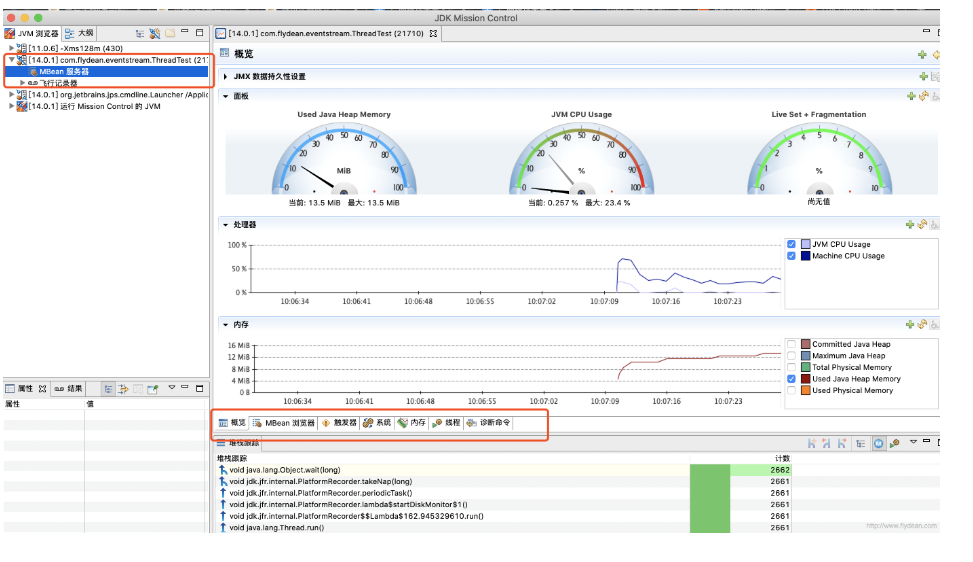 JDK Mission Control
JVM 浏览器 大纲
[14.0.1] com.flydean.eventstream.ThreadTest (21710)
[11.0.6] -Xms128m (430)
[14.0.1] com.flydean.eventstream.ThreadTest (217
MBean 服务器
飞行记录器
[14.0.1] org.jetbrains.jps.cmdline.Launcher /Applic
[14.0.1] 运行 Mission Control 的 JVM
概览
JMX 数据持久性设置
面板
Used Java Heap Memory
JVM CPU Usage
Live Set + Fragmentation
0 10 20 30 40 50 60 70 80 90 100
MiB
0 10 20 30 40 50 60 70 80 90 100
%
0 1 2 3 4 5 6 7 8 9 10
%
当前: 13.5 MiB 最大: 13.5 MiB
当前: 0.257 % 最大: 23.4 %
尚无值
处理器
100 %
50 %
0 %
10:06:34 10:06:41 10:06:48 10:06:55 10:07:02 10:07:09 10:07:16 10:07:23
JVM CPU Usage
Machine CPU Usage
内存
16 MiB
12 MiB
8 MiB
4 MiB
0 B
10:06:34 10:06:41 10:06:48 10:06:55 10:07:02 10:07:09 10:07:16 10:07:23
Committed Java Heap
Maximum Java Heap
Total Physical Memory
Used Java Heap Memory
Used Physical Memory
属性 结果
属性 值
概览 MBean 浏览器 触发器 系统 内存 线程 诊断命令
堆栈跟踪
堆栈跟踪 计数
void java.lang.Object.wait(long) 2662
void jdk.jfr.internal.PlatformRecorder.takeNap(long) 2661
void jdk.jfr.internal.PlatformRecorder.periodicTask() 2661
void jdk.jfr.internal.PlatformRecorder.lambda$startDiskMonitor$1() 2661
void jdk.jfr.internal.PlatformRecorder$$Lambda$162.945329610.run() 2661
void java.lang.Thread.run() 2661
http://www.flydean.com